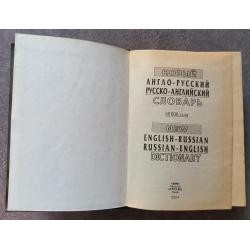 НОВЫЙ
АНГЛО-РУССКИЙ
РУССКО-АНГЛИЙСКИЙ
СЛОВАРЬ
NEW
ENGLISH-RUSSIAN
RUSSIAN-ENGLISH
DICTIONARY